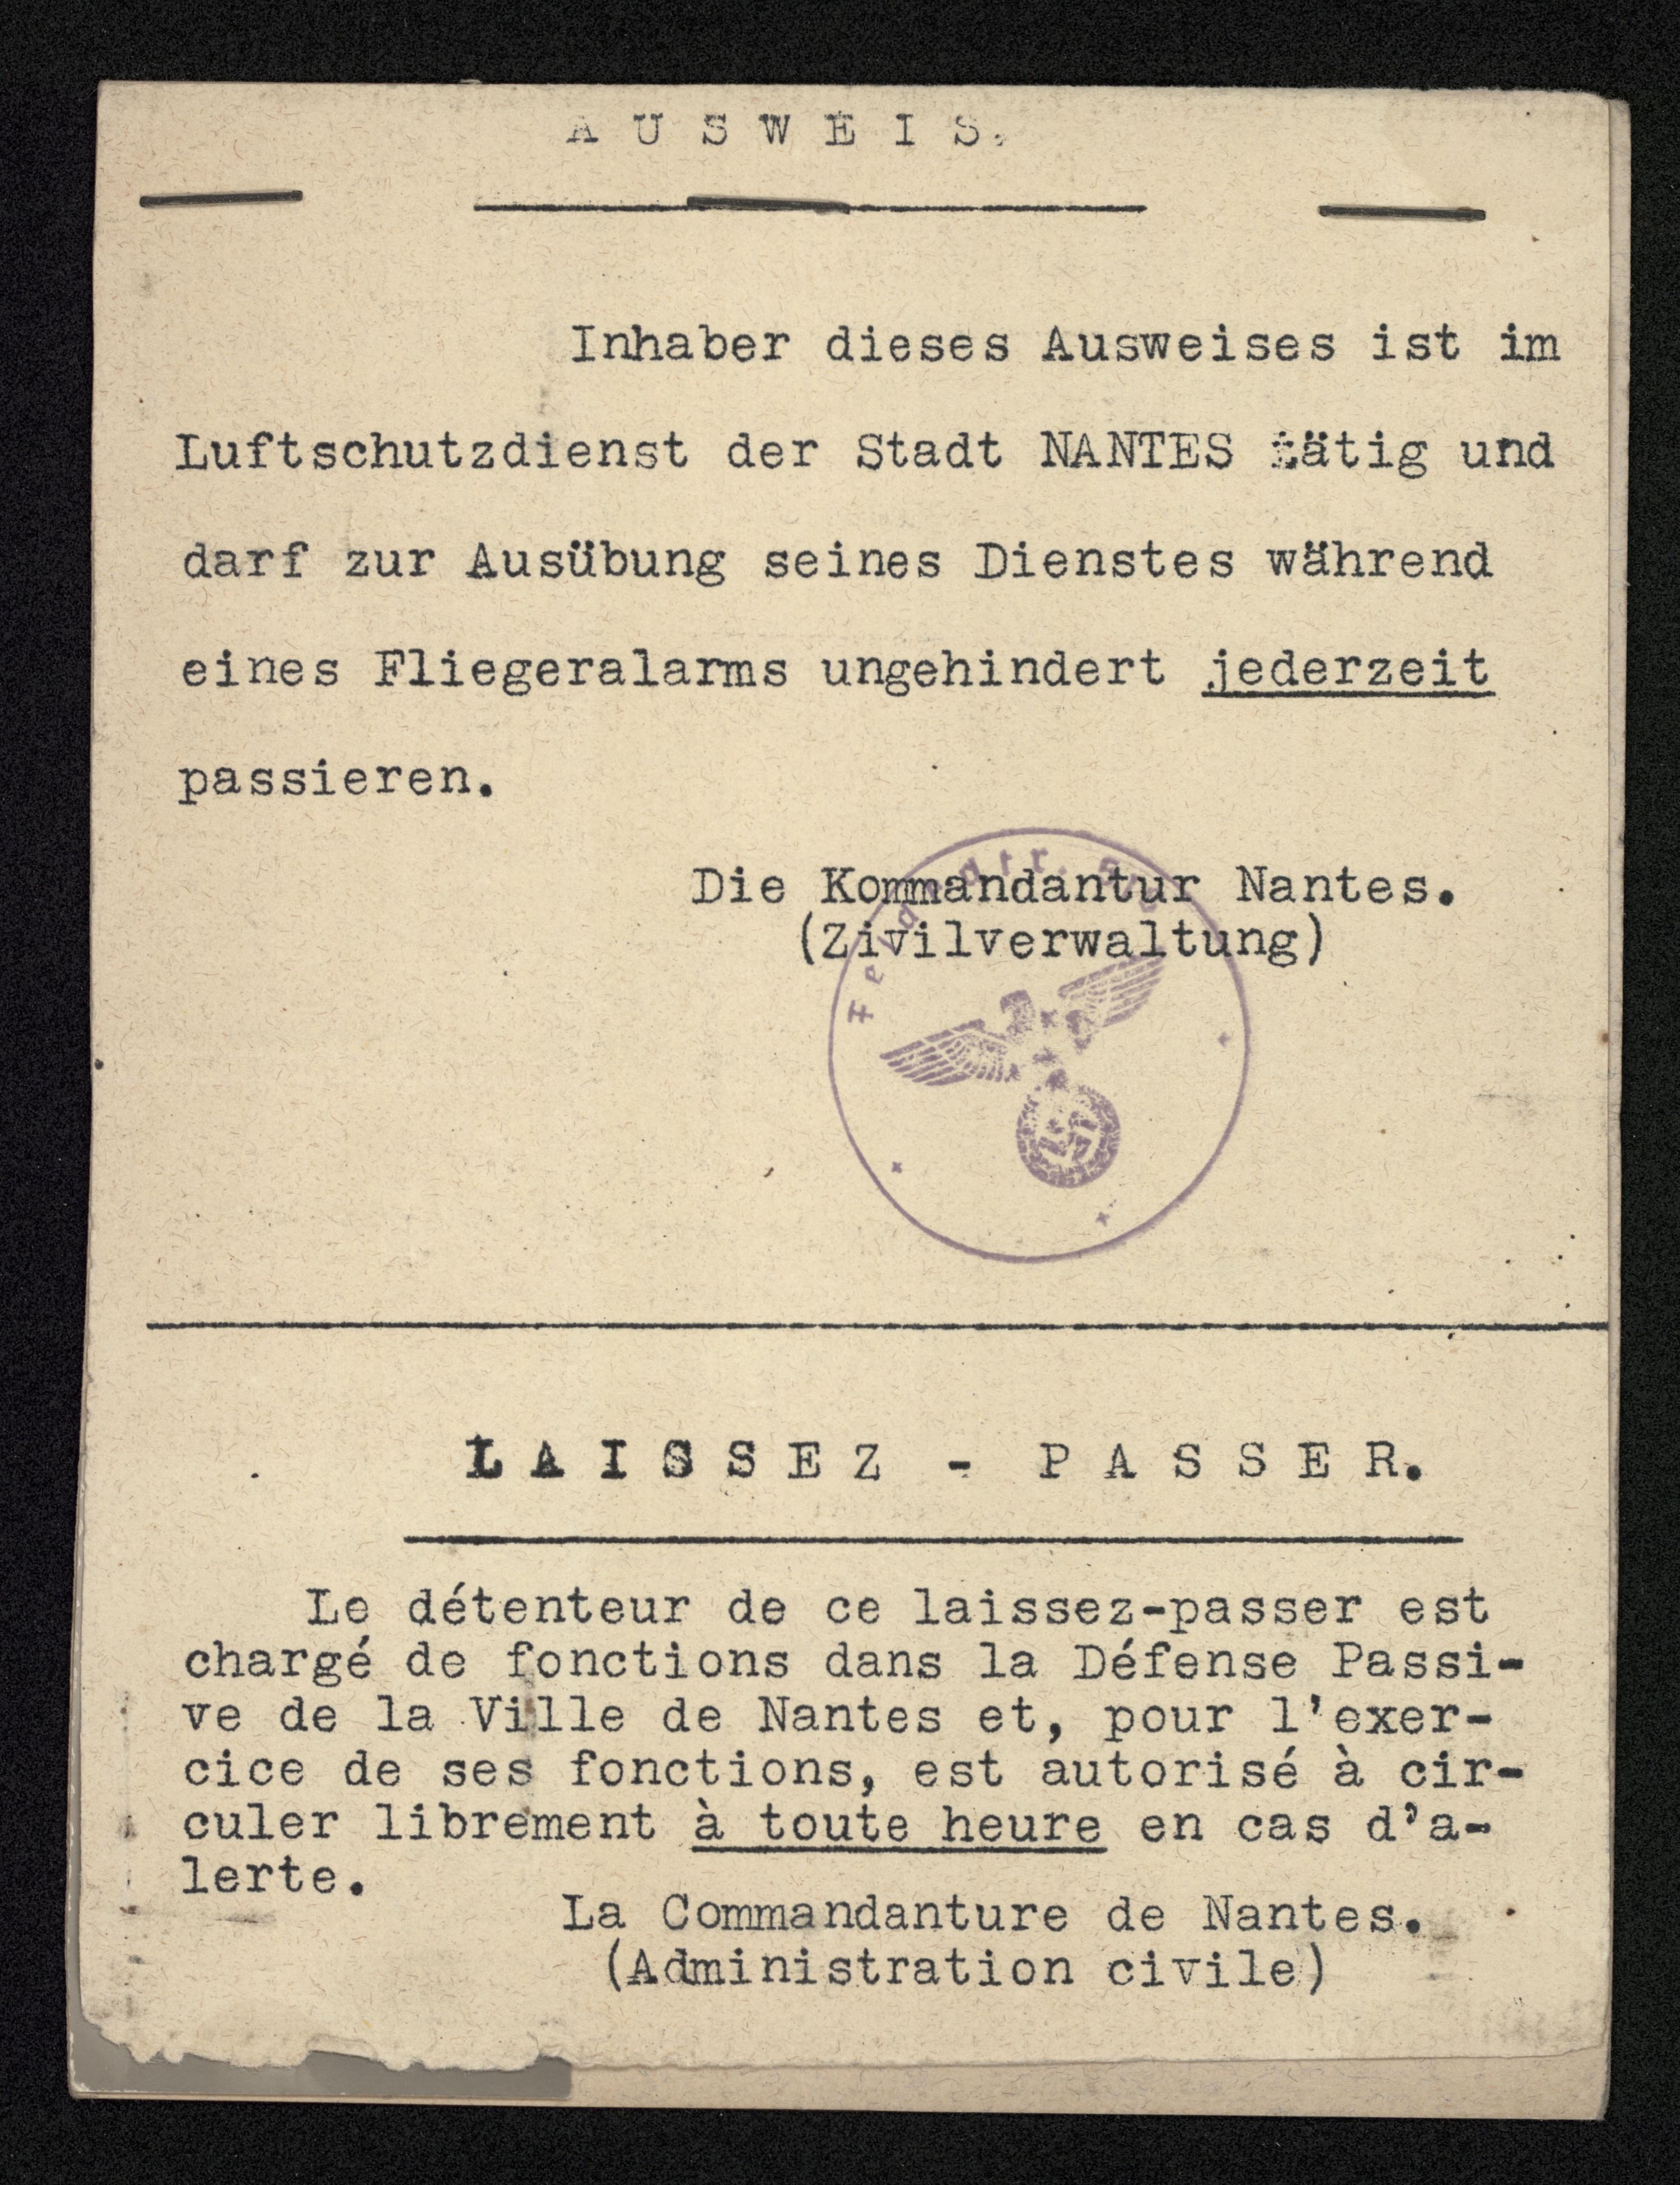 A U S W E I S.
Inhaber dieses Ausweises ist im
Luftschutzdienst der Stadt NANTES tätig und
darf zur Ausübung seines Dienstes während
eines Fliegeralarms ungehindert jederzeit
passieren.
Die Kommandantur Nantes.
(Zivilverwaltung)
L A I S S E Z - P A S S E R.
Le détenteur de ce laissez-passer est
chargé de fonctions dans la Défense Passi-
ve de la Ville de Nantes et, pour l'exer-
cice de ses fonctions, est autorisé à cir-
culer librement à toute heure en cas d'a-
lerte.
La Commandanture de Nantes.
(Administration civile)